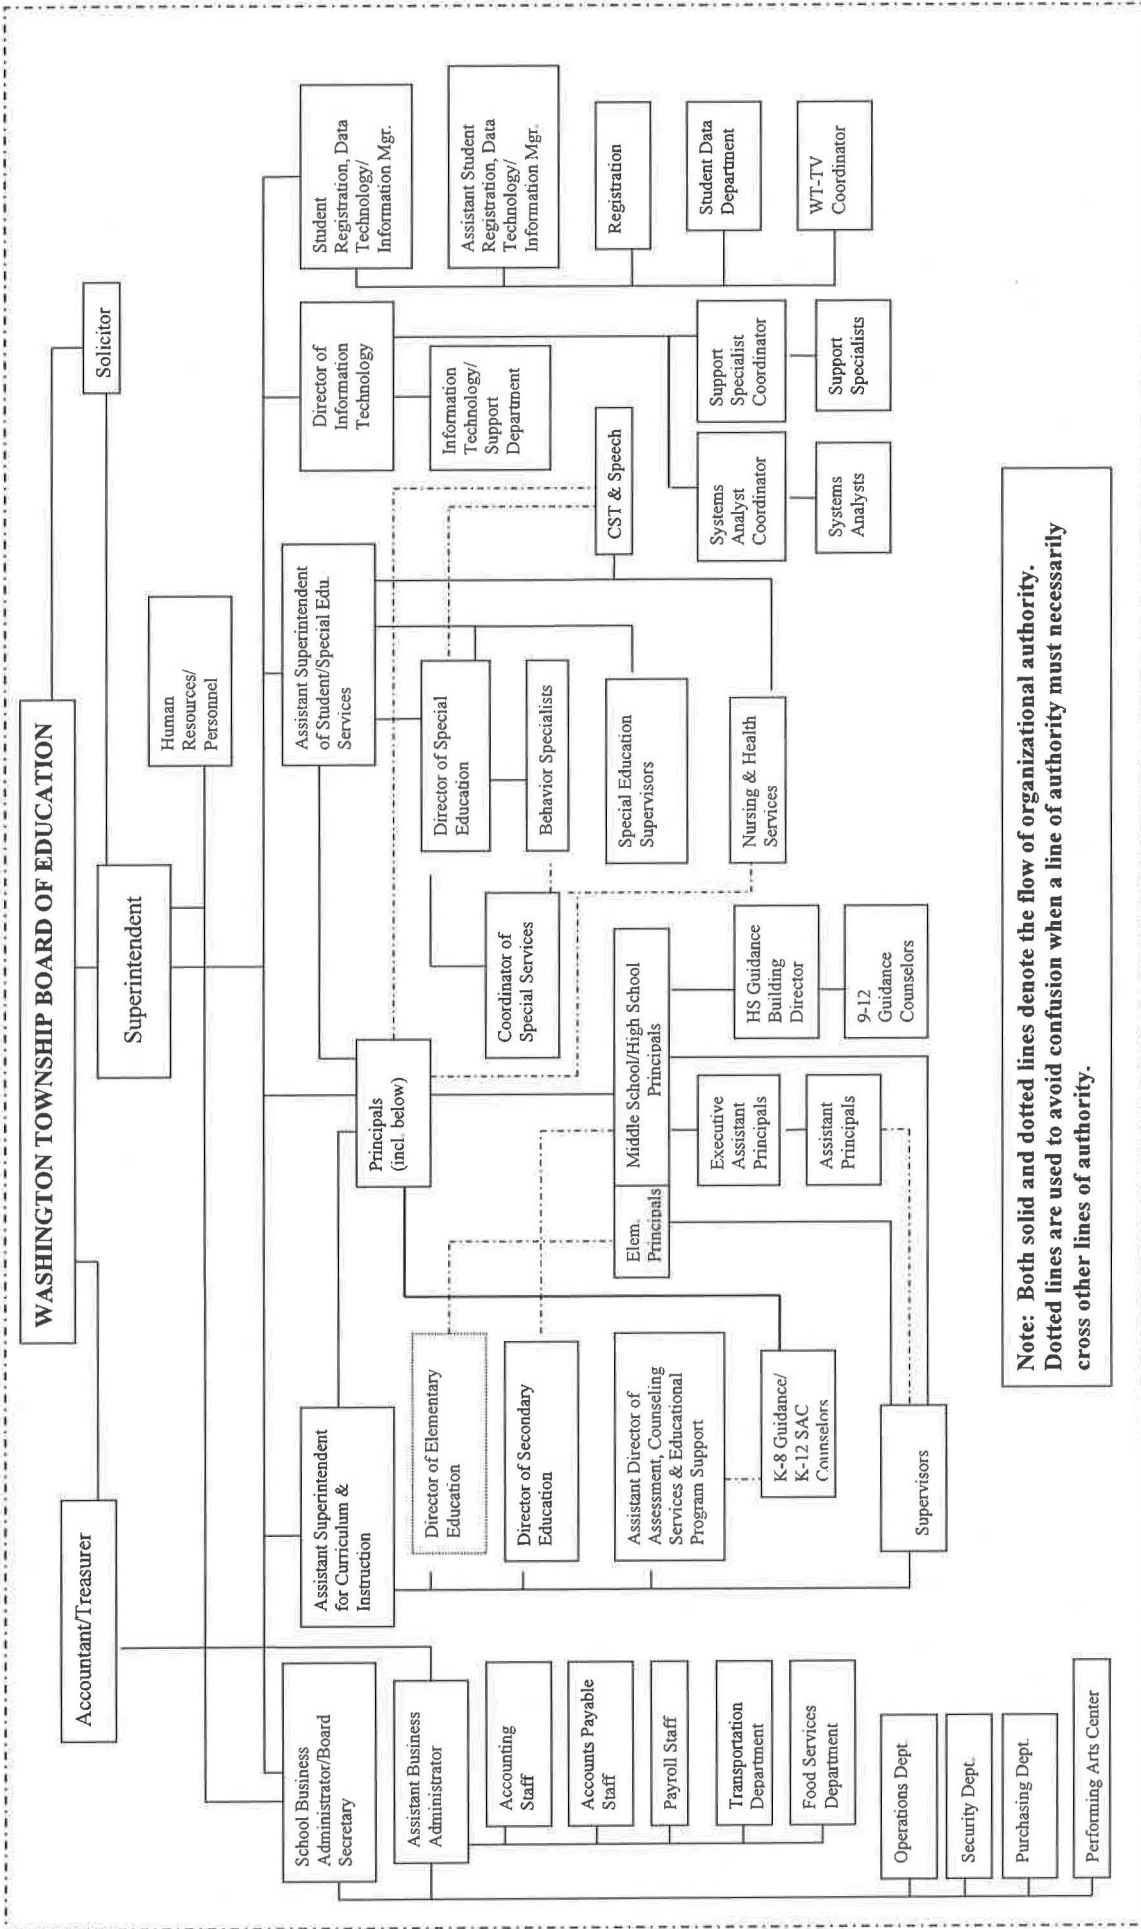 WASHINGTON TOWNSHIP BOARD OF EDUCATION
Accountant/Treasurer
Superintendent
Solicitor
Human
Resources/
Personnel
School Business
Administrator/Board
Secretary
Assistant Business
Administrator
Accounting
Staff
Accounts Payable
Staff
Payroll Staff
Transportation
Department
Food Services
Department
Operations Dept.
Security Dept.
Purchasing Dept.
Performing Arts Center
Assistant Superintendent
for Curriculum &
Instruction
Director of Elementary
Education
Director of Secondary
Education
Assistant Director of
Assessment, Counseling
Services & Educational
Program Support
K-8 Guidance/
K-12 SAC
Counselors
Supervisors
Principals
(incl. below)
Elem.
Principals
Middle School/High School
Principals
Executive
Assistant
Principals
Assistant
Principals
HS Guidance
Building
Director
9-12
Guidance
Counselors
Assistant Superintendent
of Student/Special Edu.
Services
Director of Special
Education
Behavior Specialists
Coordinator of
Special Services
Special Education
Supervisors
Nursing & Health
Services
CST & Speech
Director of
Information
Technology
Information
Technology/
Support
Department
Systems
Analyst
Coordinator
Systems
Analysts
Support
Specialist
Coordinator
Support
Specialists
Student
Registration, Data
Technology/
Information Mgr.
Assistant Student
Registration, Data
Technology/
Information Mgr.
Registration
Student Data
Department
WT-TV
Coordinator
Note: Both solid and dotted lines denote the flow of organizational authority.
Dotted lines are used to avoid confusion when a line of authority must necessarily
cross other lines of authority.